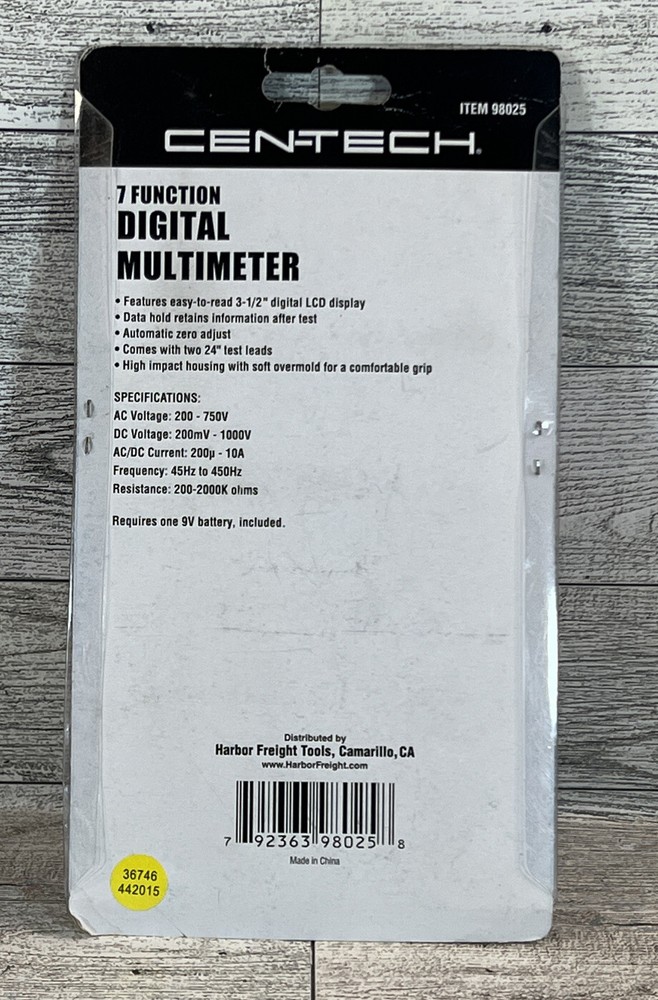 ITEM 98025
CEN-TECH®
7 FUNCTION
DIGITAL
MULTIMETER
• Features easy-to-read 3-1/2" digital LCD display
• Data hold retains information after test
• Automatic zero adjust
• Comes with two 24" test leads
• High impact housing with soft overmold for a comfortable grip
SPECIFICATIONS:
AC Voltage: 200 - 750V
DC Voltage: 200mV - 1000V
AC/DC Current: 200µ - 10A
Frequency: 45Hz to 450Hz
Resistance: 200-2000K ohms
Requires one 9V battery, included.
Distributed by
Harbor Freight Tools, Camarillo, CA
www.HarborFreight.com
7 92363 98025 8
Made in China
36746
442015